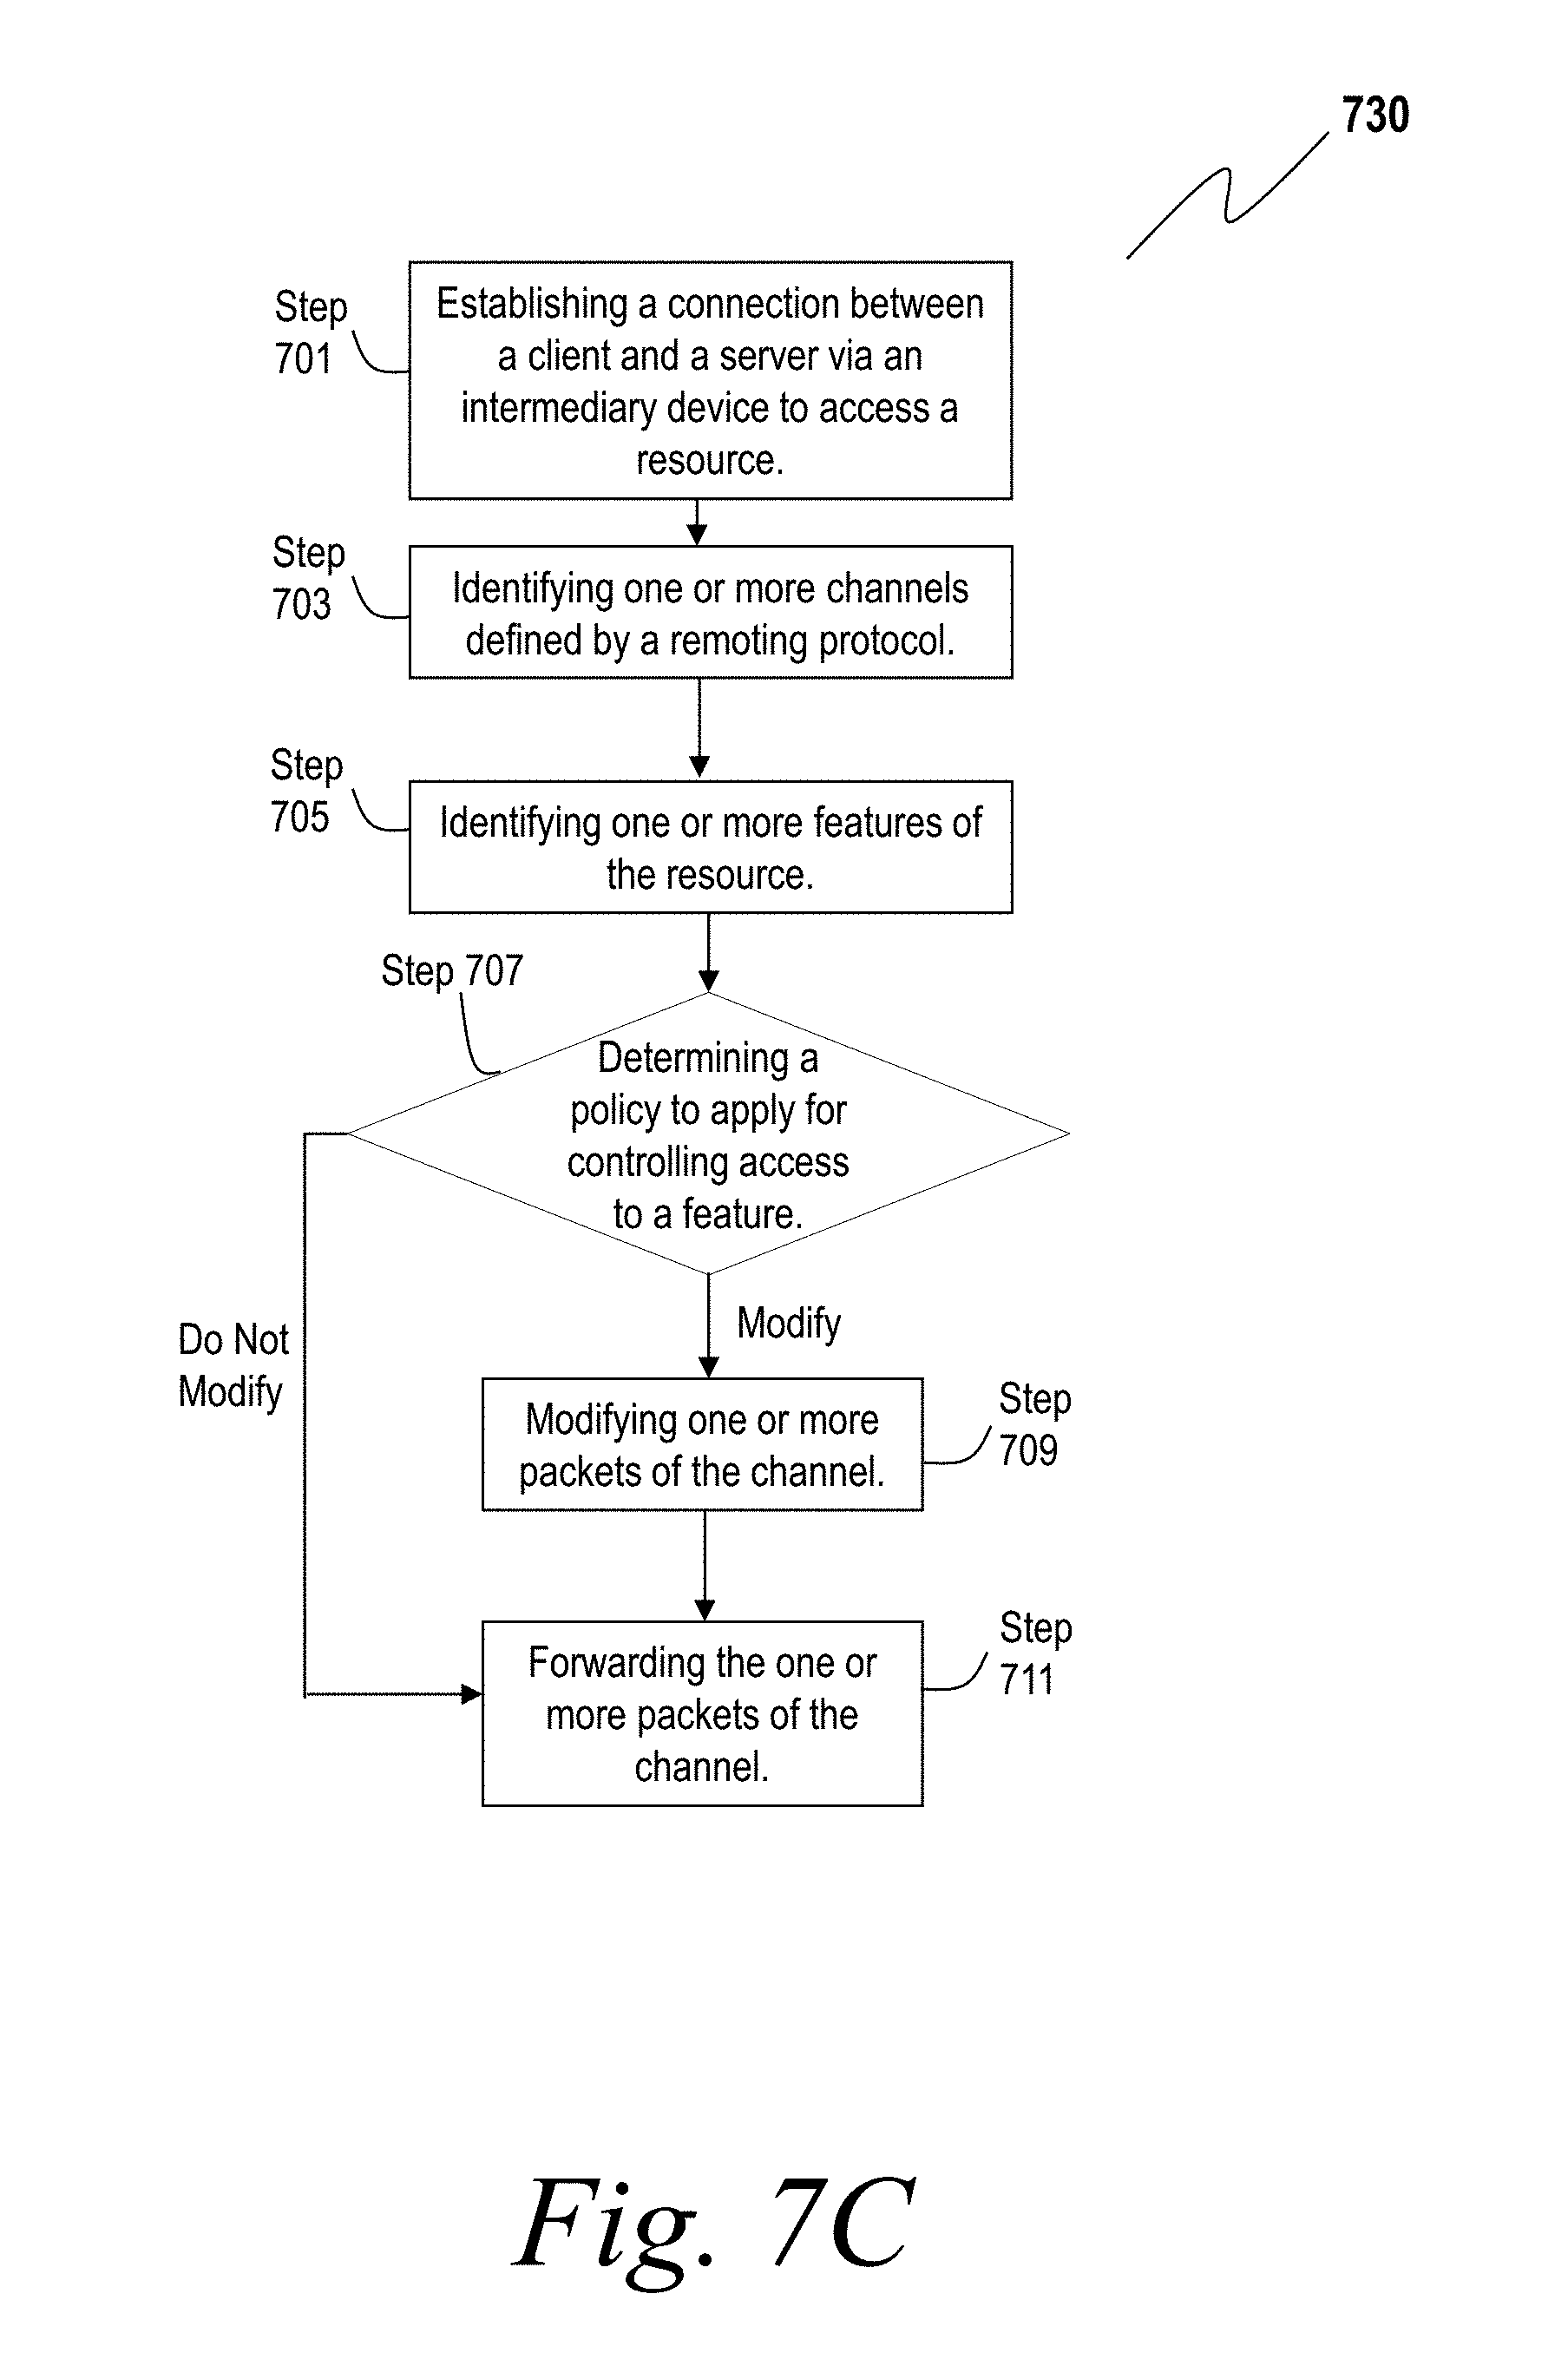 730
Step
701
Establishing a connection between
a client and a server via an
intermediary device to access a
resource.
Step
703
Identifying one or more channels
defined by a remoting protocol.
Step
705
Identifying one or more features of
the resource.
Step 707
Determining a
policy to apply for
controlling access
to a feature.
Do Not
Modify
Modify
Modifying one or more
packets of the channel.
Step
709
Forwarding the one or
more packets of the
channel.
Step
711
Fig. 7C